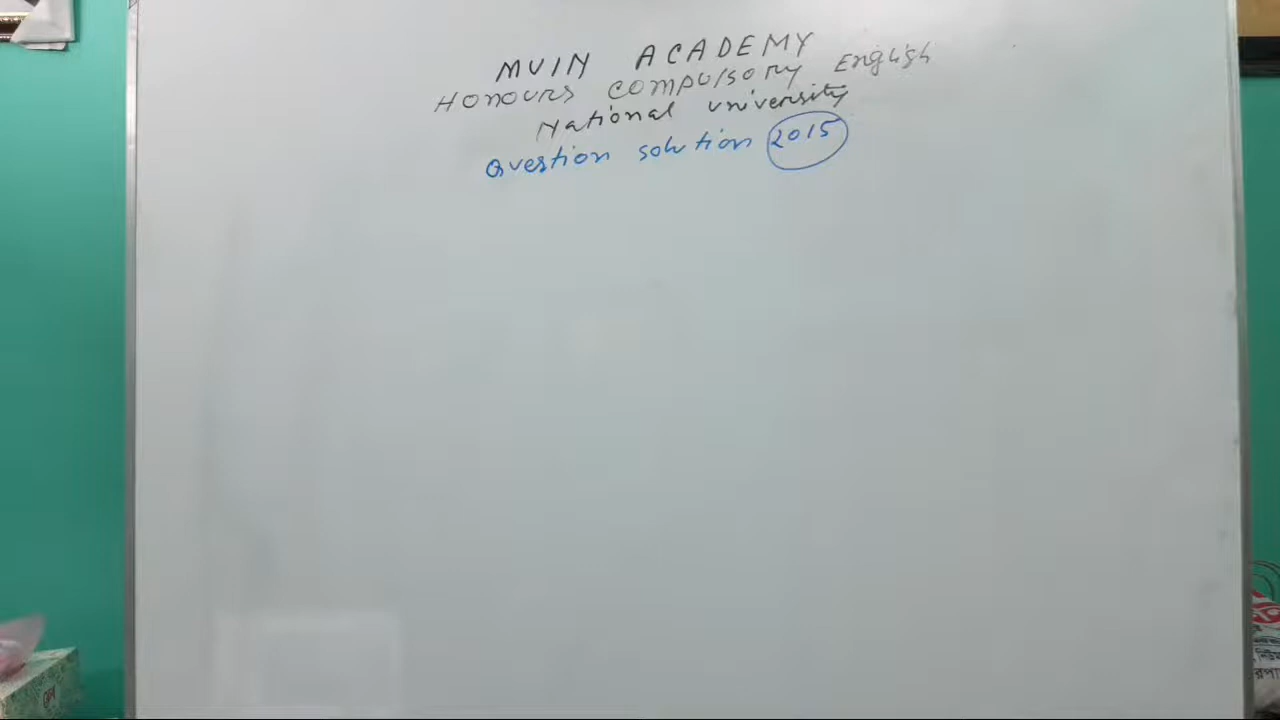 MUIN ACADEMY
HONOURS COMPULSORY English
National University
Question solution 2015